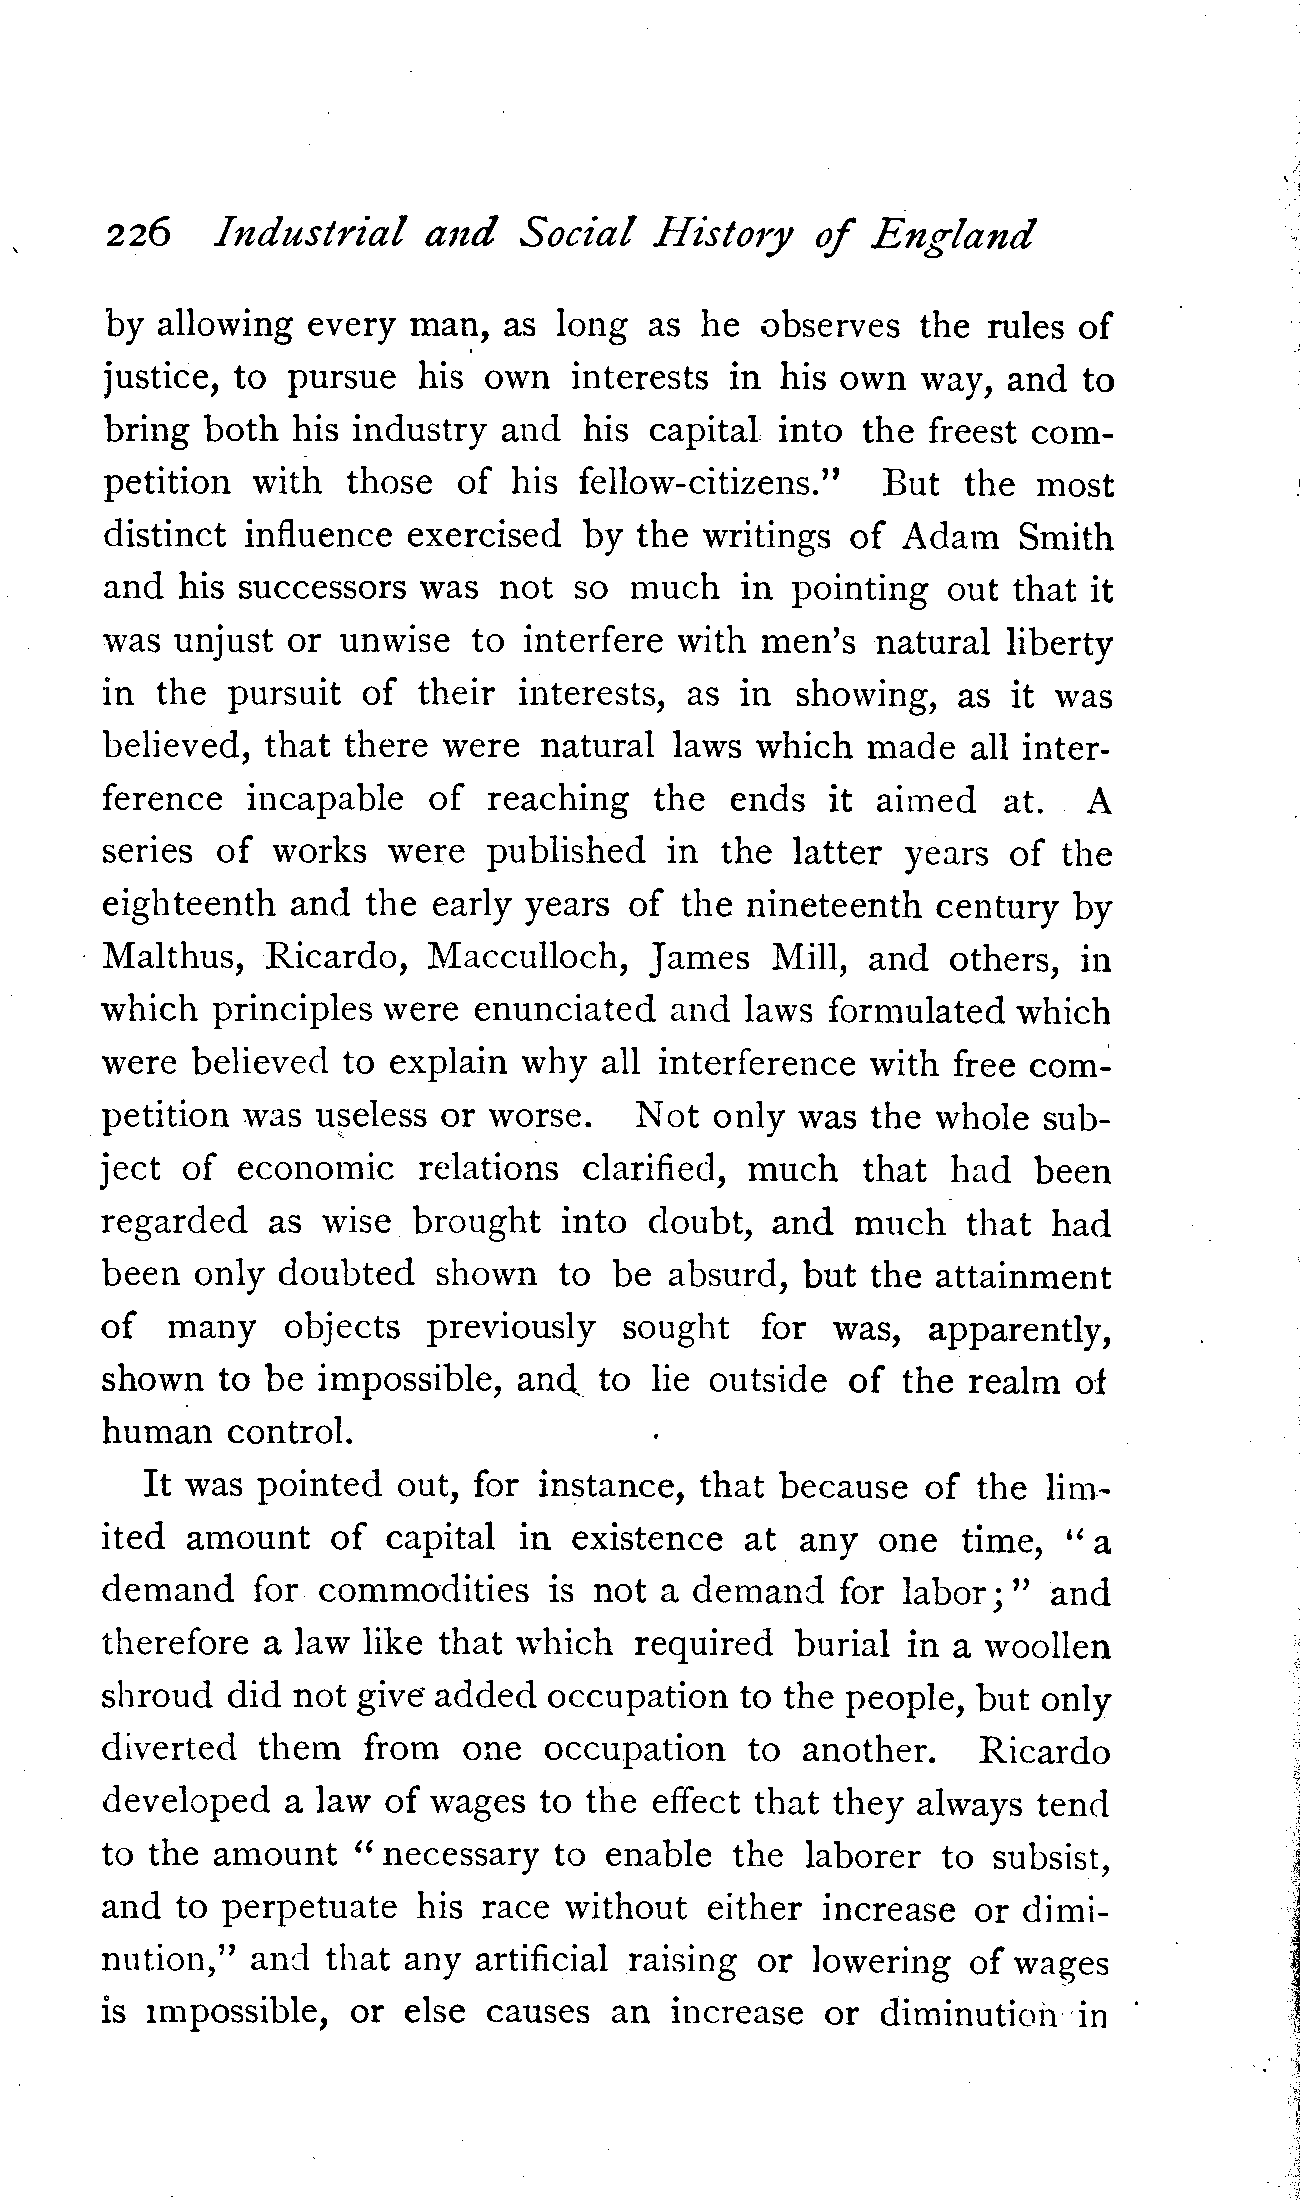 226 Industrial and Social History of England
by allowing every man, as long as he observes the rules of
justice, to pursue his own interests in his own way, and to
bring both his industry and his capital into the freest com-
petition with those of his fellow-citizens." But the most
distinct influence exercised by the writings of Adam Smith
and his successors was not so much in pointing out that it
was unjust or unwise to interfere with men's natural liberty
in the pursuit of their interests, as in showing, as it was
believed, that there were natural laws which made all inter-
ference incapable of reaching the ends it aimed at. A
series of works were published in the latter years of the
eighteenth and the early years of the nineteenth century by
Malthus, Ricardo, Macculloch, James Mill, and others, in
which principles were enunciated and laws formulated which
were believed to explain why all interference with free com-
petition was useless or worse. Not only was the whole sub-
ject of economic relations clarified, much that had been
regarded as wise brought into doubt, and much that had
been only doubted shown to be absurd, but the attainment
of many objects previously sought for was, apparently,
shown to be impossible, and to lie outside of the realm of
human control.
It was pointed out, for instance, that because of the lim-
ited amount of capital in existence at any one time, "a
demand for commodities is not a demand for labor;" and
therefore a law like that which required burial in a woollen
shroud did not give added occupation to the people, but only
diverted them from one occupation to another. Ricardo
developed a law of wages to the effect that they always tend
to the amount "necessary to enable the laborer to subsist,
and to perpetuate his race without either increase or dimi-
nution," and that any artificial raising or lowering of wages
is impossible, or else causes an increase or diminution in